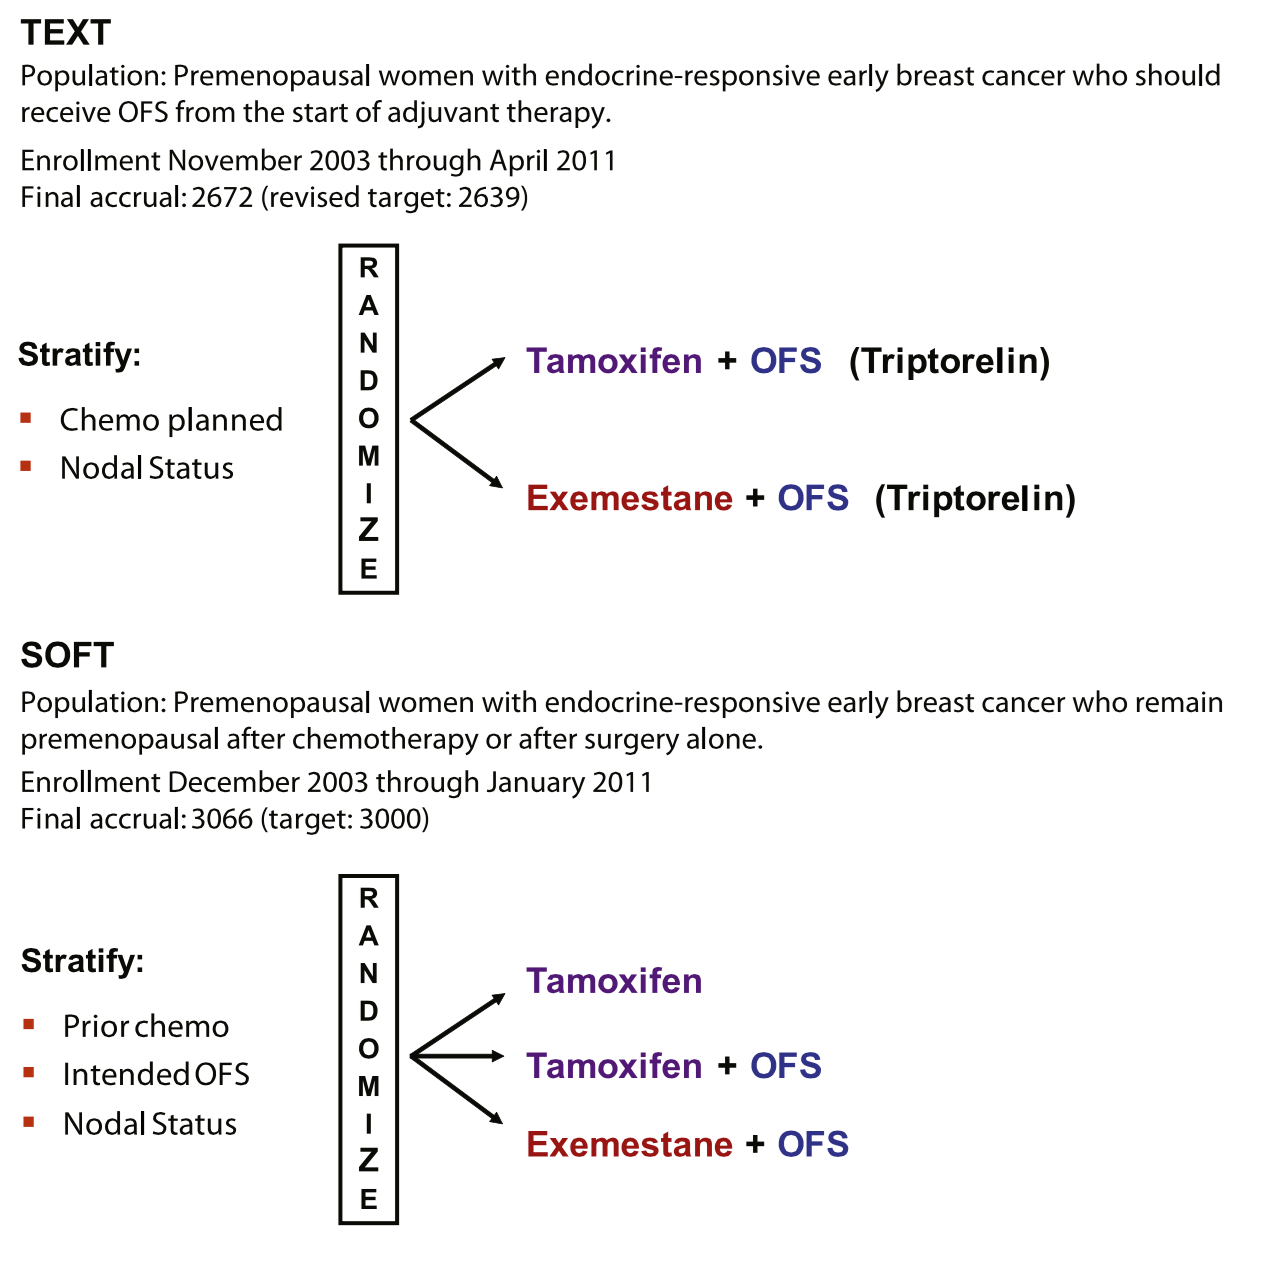 TEXT
Population: Premenopausal women with endocrine-responsive early breast cancer who should
receive OFS from the start of adjuvant therapy.
Enrollment November 2003 through April 2011
Final accrual: 2672 (revised target: 2639)
RANDOMIZE
Stratify:
Chemo planned
Nodal Status
Tamoxifen + OFS (Triptorelin)
Exemestane + OFS (Triptorelin)
SOFT
Population: Premenopausal women with endocrine-responsive early breast cancer who remain
premenopausal after chemotherapy or after surgery alone.
Enrollment December 2003 through January 2011
Final accrual: 3066 (target: 3000)
RANDOMIZE
Stratify:
Prior chemo
Intended OFS
Nodal Status
Tamoxifen
Tamoxifen + OFS
Exemestane + OFS